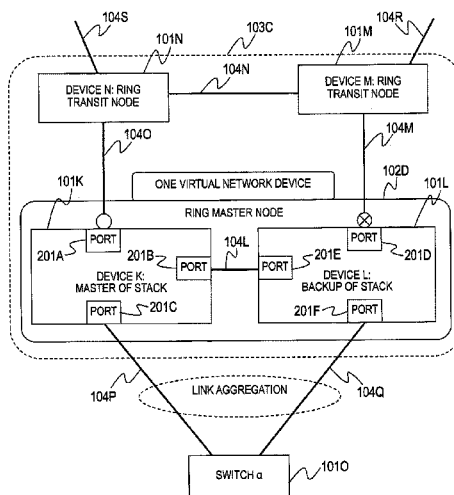 104S
101N
103C
101M
104R
DEVICE N: RING
TRANSIT NODE
104N
DEVICE M: RING
TRANSIT NODE
104O
104M
101K
ONE VIRTUAL NETWORK DEVICE
102D
101L
RING MASTER NODE
PORT
201A
201B
104L
201E
PORT
201D
PORT
PORT
DEVICE K:
MASTER OF STACK
DEVICE L:
BACKUP OF STACK
PORT
201C
201F
PORT
104P
LINK AGGREGATION
104Q
SWITCH α
101O